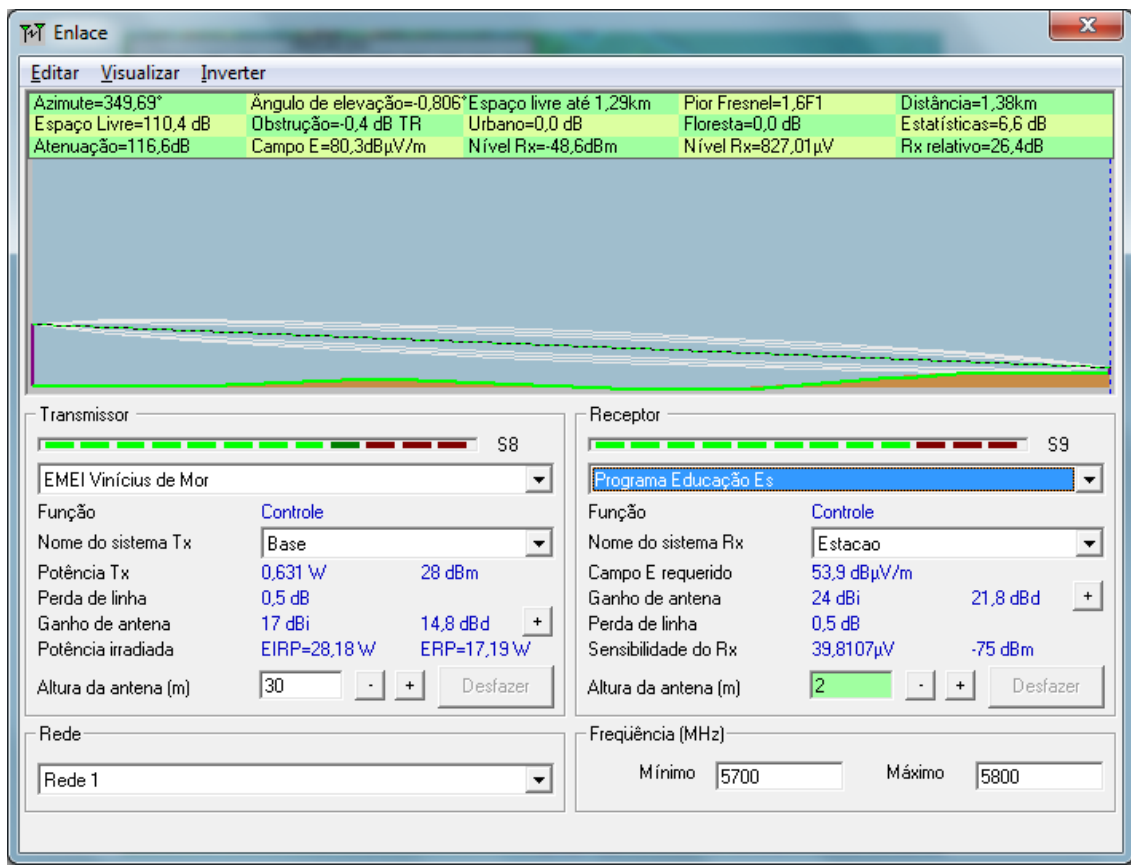 Enlace
Editar Visualizar Inverter
Azimute=349,69° Ângulo de elevação=-0,806° Espaço livre até 1,29km Pior Fresnel=1,6F1 Distância=1,38km
Espaço Livre=110,4 dB Obstrução=-0,4 dB TR Urbano=0,0 dB Floresta=0,0 dB Estatísticas=6,6 dB
Atenuação=116,6dB Campo E=80,3dBµV/m Nível Rx=-48,6dBm Nível Rx=827,01µV Rx relativo=26,4dB
Transmissor
S8
EMEI Vinícius de Mor
Função Controle
Nome do sistema Tx Base
Potência Tx 0,631 W 28 dBm
Perda de linha 0,5 dB
Ganho de antena 17 dBi 14,8 dBd +
Potência irradiada EIRP=28,18 W ERP=17,19 W
Altura da antena (m) 30 - + Desfazer
Receptor
S9
Programa Educação Es
Função Controle
Nome do sistema Rx Estacao
Campo E requerido 53,9 dBµV/m
Ganho de antena 24 dBi 21,8 dBd +
Perda de linha 0,5 dB
Sensibilidade do Rx 39,8107µV -75 dBm
Altura da antena (m) 2 - + Desfazer
Rede
Rede 1
Freqüência (MHz)
Mínimo 5700 Máximo 5800